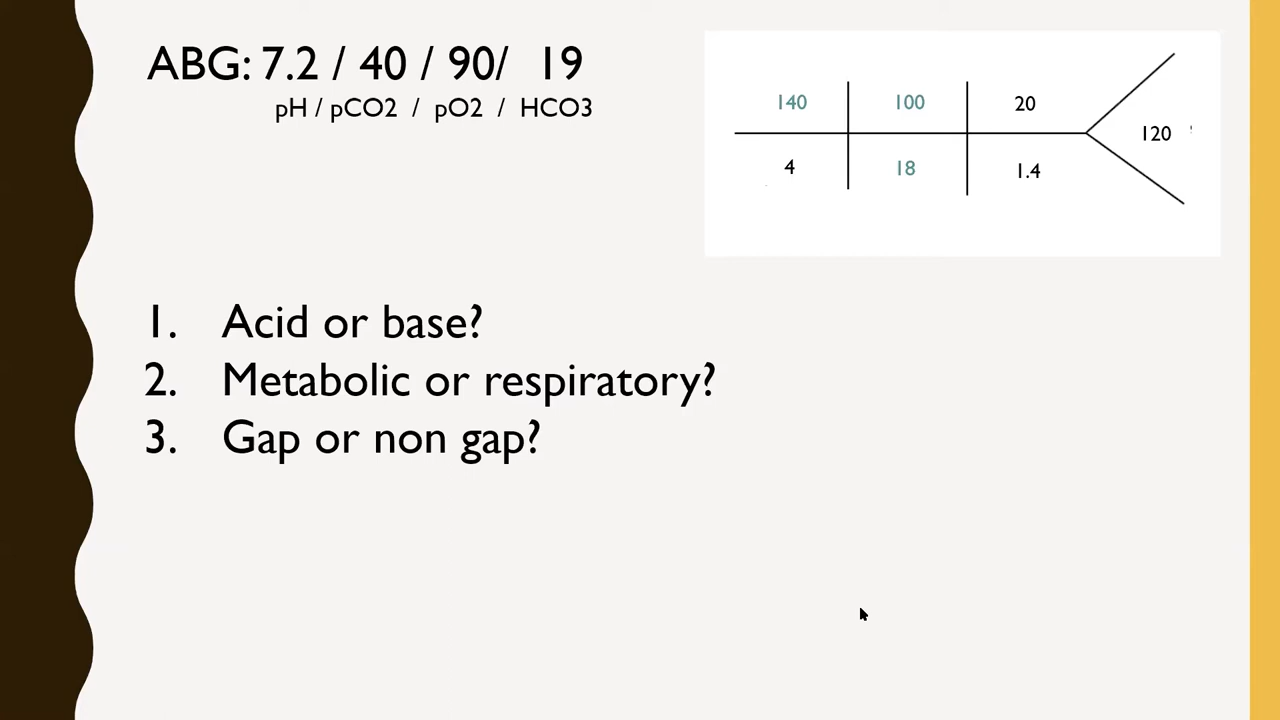 ABG: 7.2 / 40 / 90/ 19
pH / pCO2 / pO2 / HCO3
140 100 20
120
4 18 1.4
1. Acid or base?
2. Metabolic or respiratory?
3. Gap or non gap?